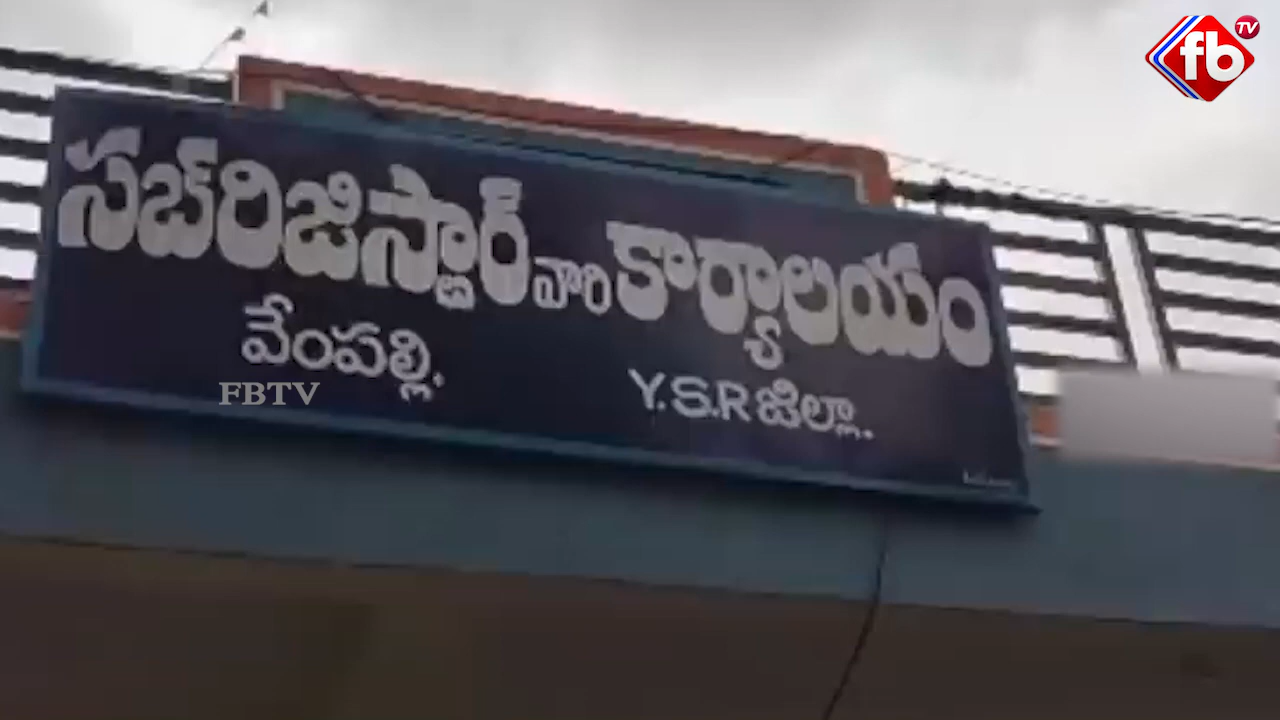 fb TV
సబ్‌రిజిస్ట్రార్ వారి కార్యాలయం
వేంపల్లి.
Y.S.R జిల్లా.
FBTV